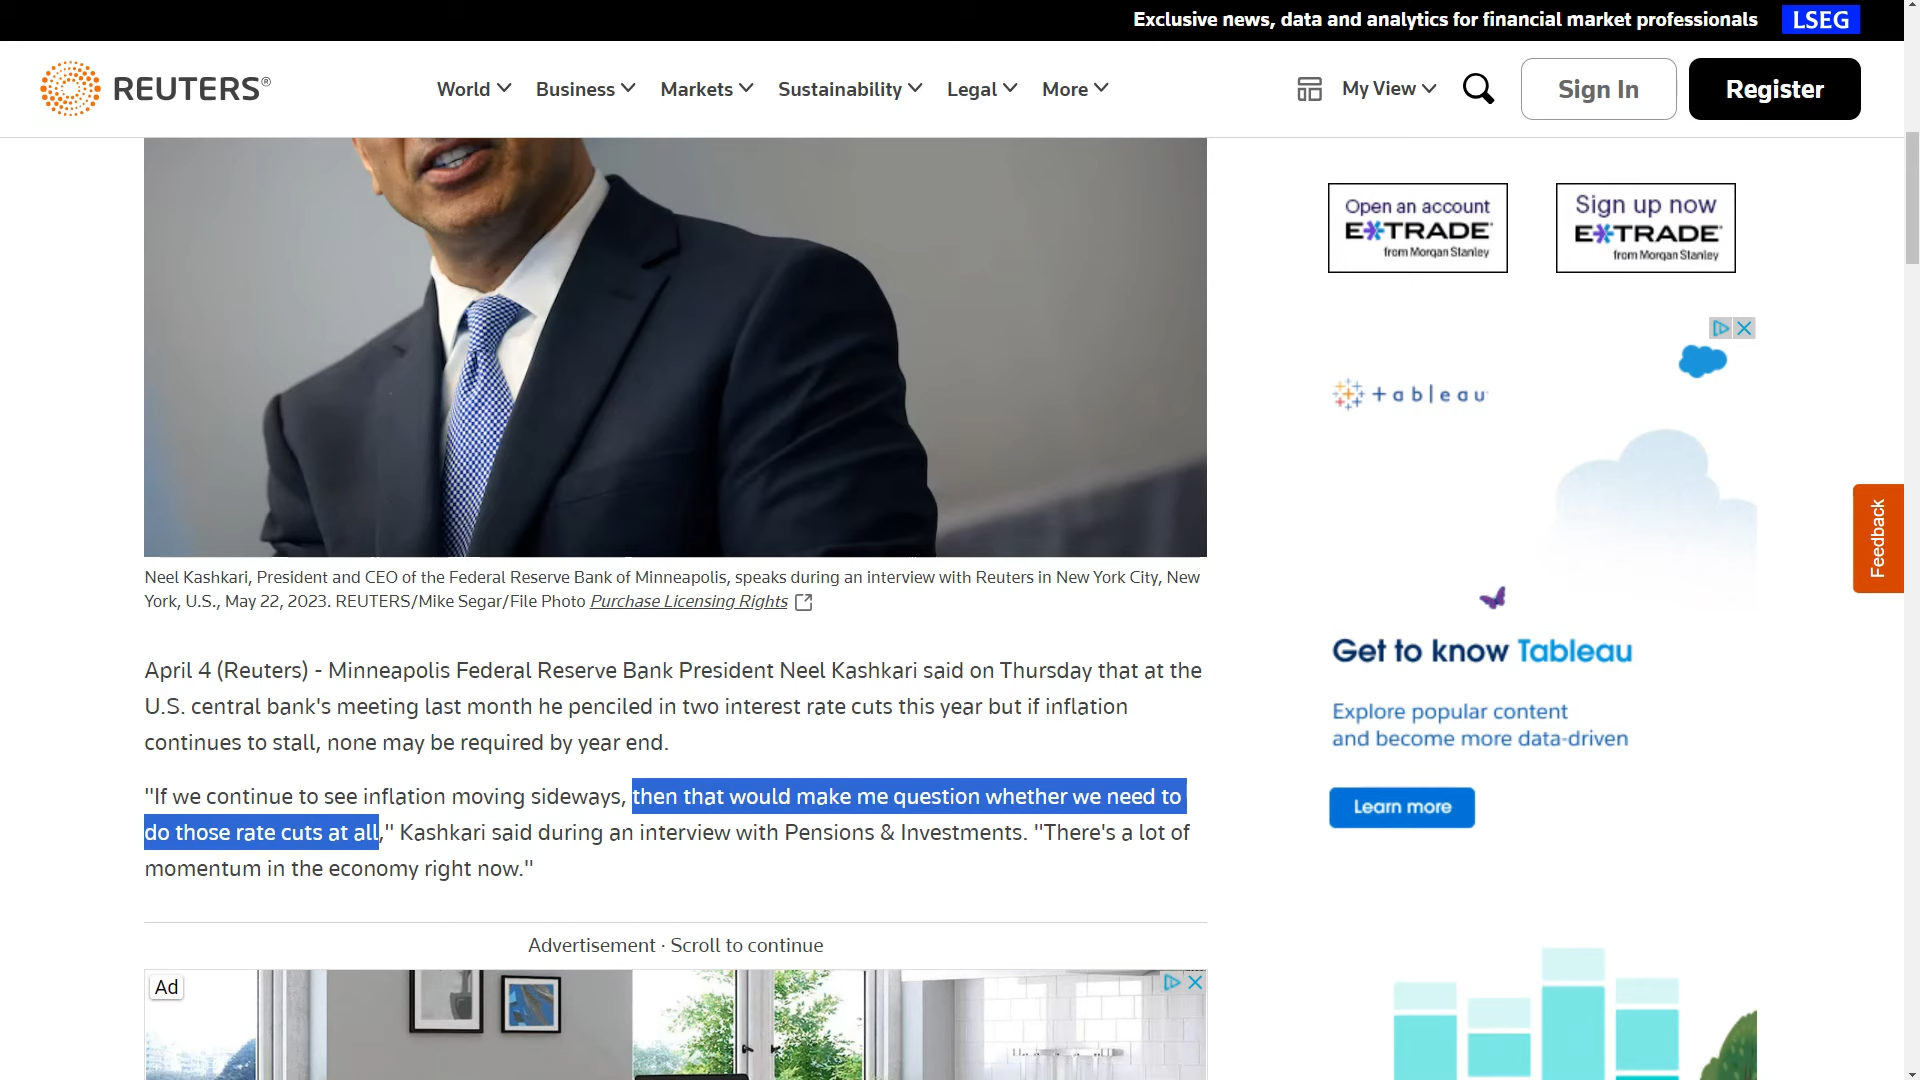 Exclusive news, data and analytics for financial market professionals LSEG
REUTERS® World Business Markets Sustainability Legal More My View Sign In Register
Neel Kashkari, President and CEO of the Federal Reserve Bank of Minneapolis, speaks during an interview with Reuters in New York City, New
York, U.S., May 22, 2023. REUTERS/Mike Segar/File Photo Purchase Licensing Rights
April 4 (Reuters) - Minneapolis Federal Reserve Bank President Neel Kashkari said on Thursday that at the
U.S. central bank's meeting last month he penciled in two interest rate cuts this year but if inflation
continues to stall, none may be required by year end.
"If we continue to see inflation moving sideways, then that would make me question whether we need to
do those rate cuts at all," Kashkari said during an interview with Pensions & Investments. "There's a lot of
momentum in the economy right now."
Advertisement · Scroll to continue
Ad
Open an account
E*TRADE
from Morgan Stanley
Sign up now
E*TRADE
from Morgan Stanley
+ a b l e a u
Get to know Tableau
Explore popular content
and become more data-driven
Learn more
Feedback